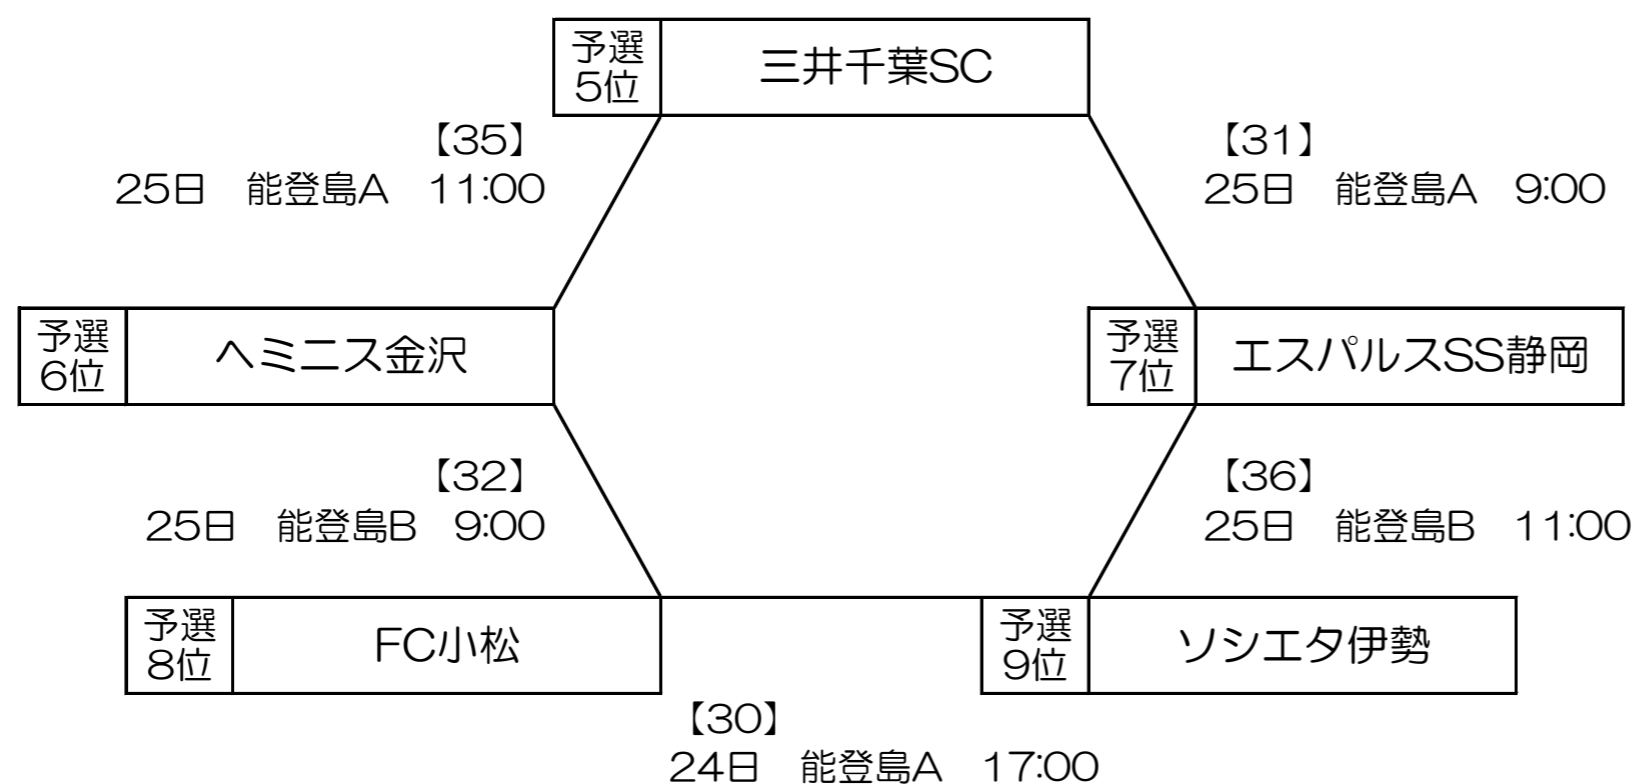 予選
5位
三井千葉SC
【35】
25日　能登島A　11:00
【31】
25日　能登島A　9:00
予選
6位
ヘミニス金沢
予選
7位
エスパルスSS静岡
【32】
25日　能登島B　9:00
【36】
25日　能登島B　11:00
予選
8位
FC小松
予選
9位
ソシエタ伊勢
【30】
24日　能登島A　17:00